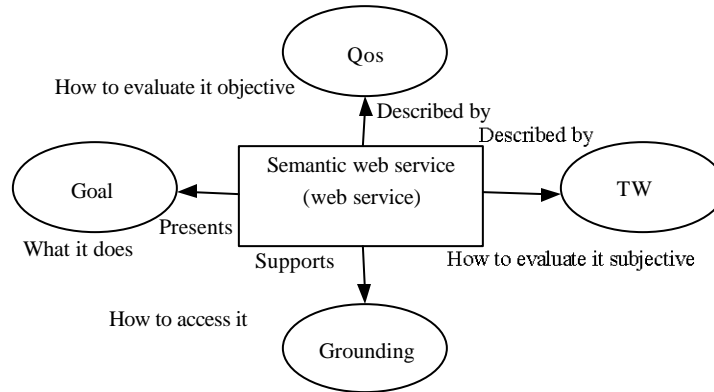 Qos
How to evaluate it objective
Described by
Described by
Semantic web service
(web service)
Goal
TW
Presents
What it does
Supports
How to evaluate it subjective
How to access it
Grounding